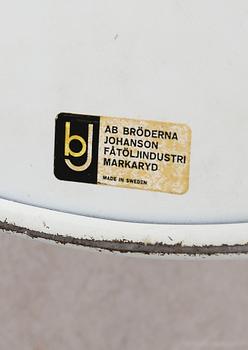 bj
AB BRÖDERNA
JOHANSON
FÅTÖLJINDUSTRI
MARKARYD
MADE IN SWEDEN